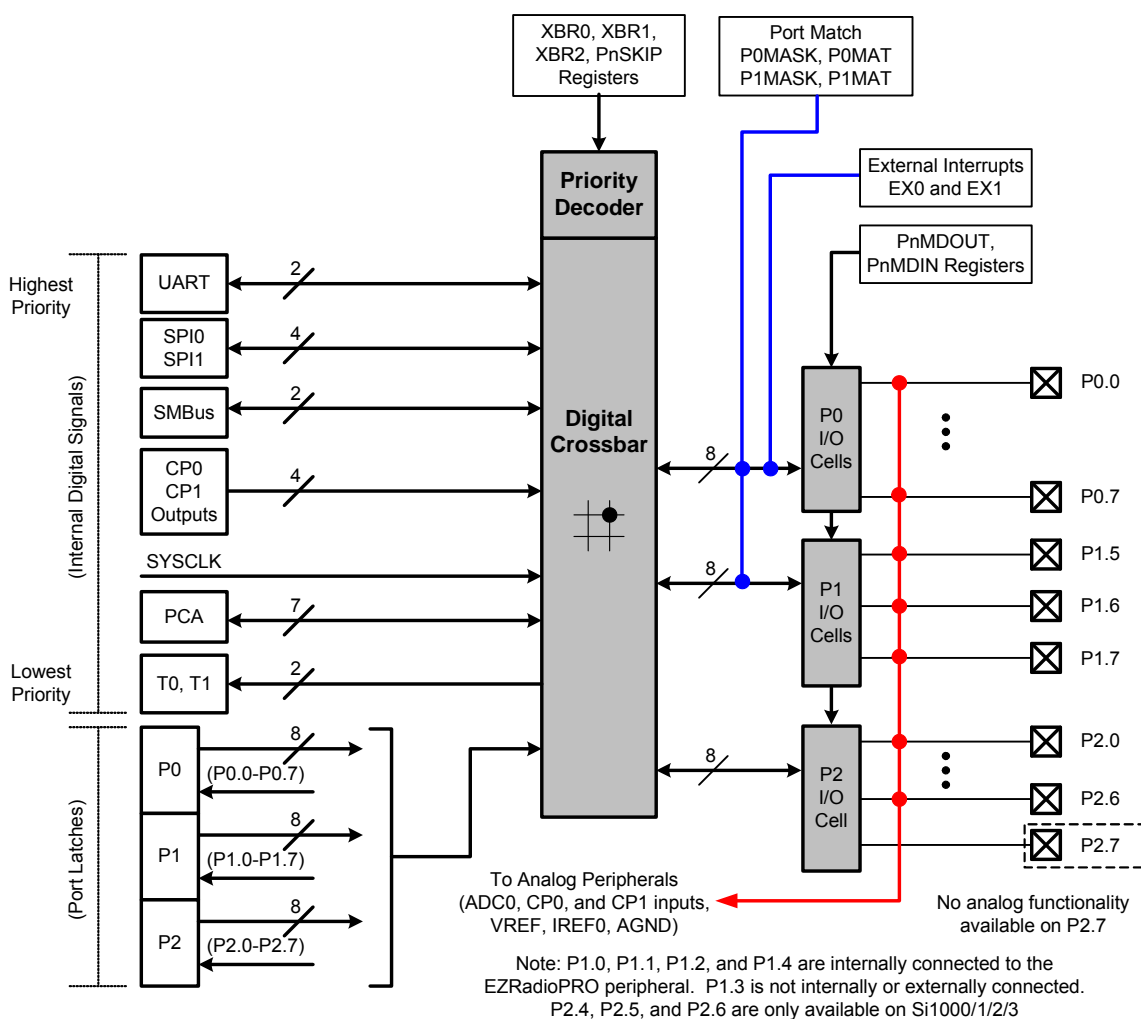 XBR0, XBR1,
XBR2, PnSKIP
Registers
Port Match
P0MASK, P0MAT
P1MASK, P1MAT
External Interrupts
EX0 and EX1
Priority
Decoder
PnMDOUT,
PnMDIN Registers
Highest
Priority
UART
2
SPI0
SPI1
4
SMBus
2
CP0
CP1
Outputs
4
SYSCLK
PCA
7
Lowest
Priority
T0, T1
2
(Internal Digital Signals)
Digital
Crossbar
8
8
8
P0
I/O
Cells
P1
I/O
Cells
P2
I/O
Cell
P0.0
P0.7
P1.5
P1.6
P1.7
P2.0
P2.6
P2.7
(Port Latches)
P0
8
(P0.0-P0.7)
P1
8
(P1.0-P1.7)
P2
8
(P2.0-P2.7)
To Analog Peripherals
(ADC0, CP0, and CP1 inputs,
VREF, IREF0, AGND)
No analog functionality
available on P2.7
Note: P1.0, P1.1, P1.2, and P1.4 are internally connected to the
EZRadioPRO peripheral. P1.3 is not internally or externally connected.
P2.4, P2.5, and P2.6 are only available on Si1000/1/2/3